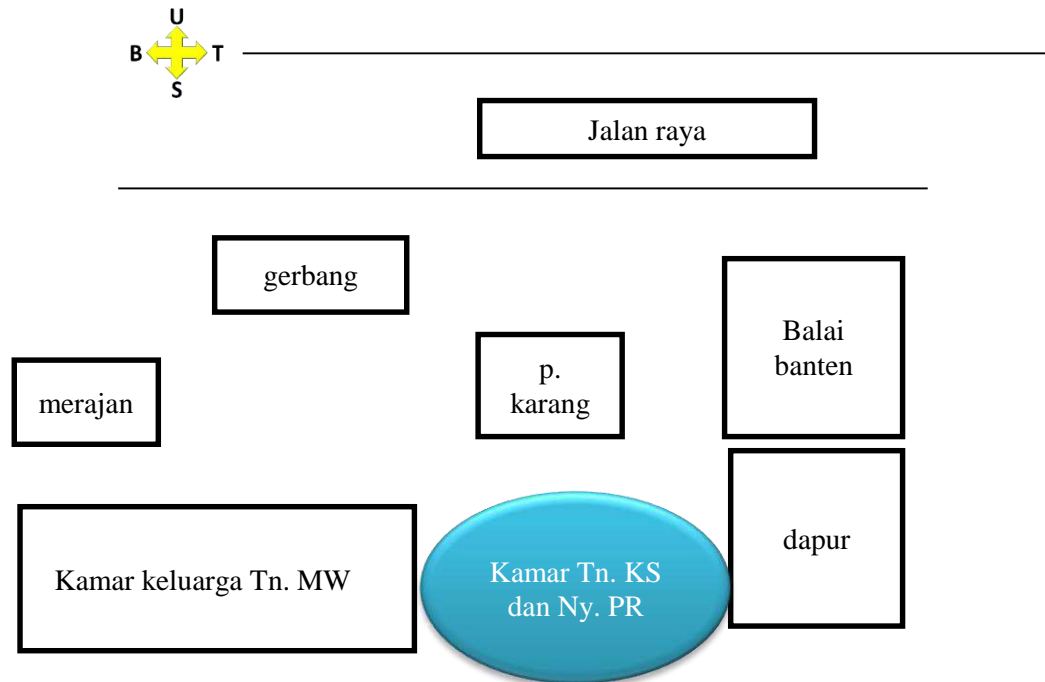 U
B
T
S
Jalan raya
gerbang
Balai
banten
p.
karang
merajan
dapur
Kamar keluarga Tn. MW
Kamar Tn. KS
dan Ny. PR